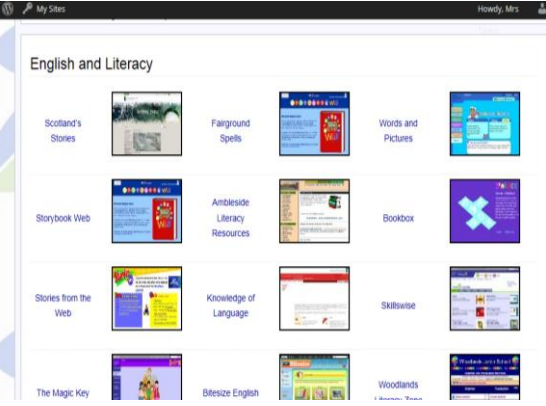 My Sites
Howdy, Mrs
English and Literacy
Scotland's
Stories
Fairground
Spells
Words and
Pictures
Storybook Web
Ambleside
Literacy
Resources
Bookbox
Stories from the
Web
Knowledge of
Language
Skillswise
The Magic Key
Bitesize English
Woodlands
Literacy Zone